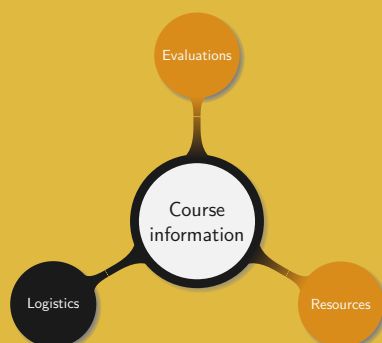 Evaluations
Course
information
Logistics
Resources